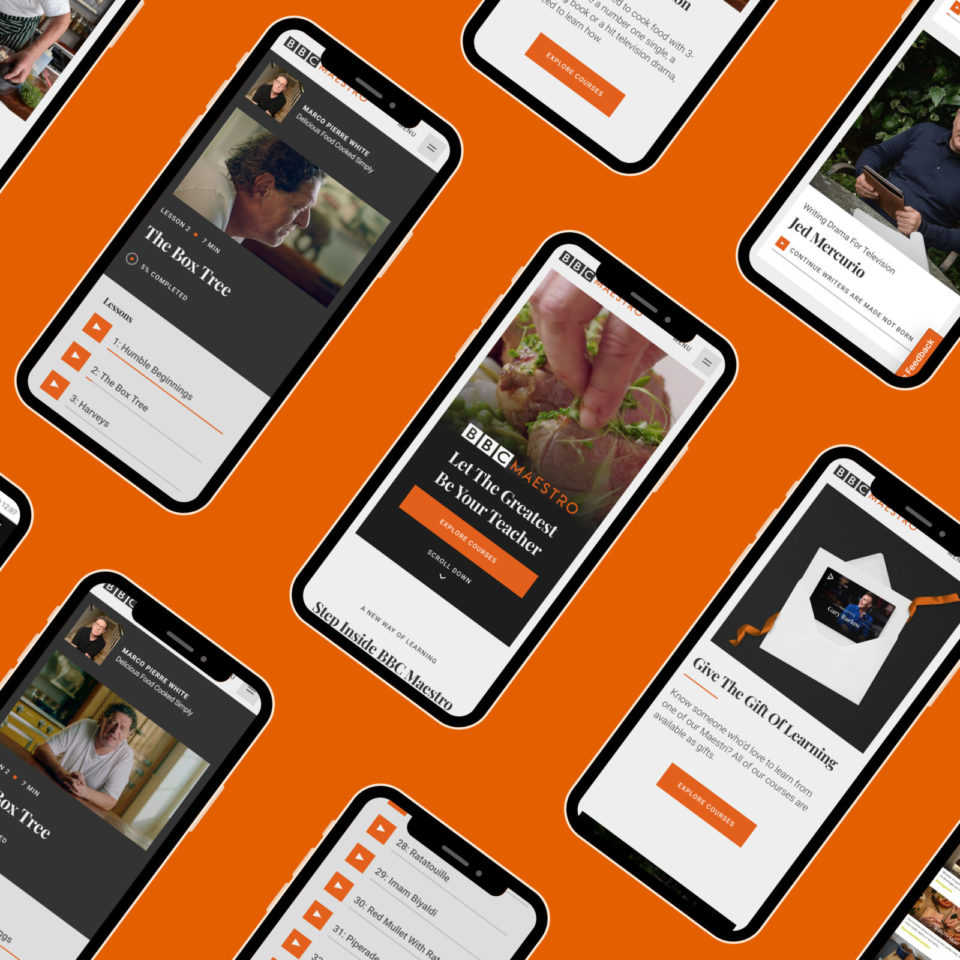 BBC MAESTRO
MENU
MARCO PIERRE WHITE
Delicious Food Cooked Simply
LESSON 2 • 7 MIN
The Box Tree
5% COMPLETED
Lessons
1: Humble Beginnings
2: The Box Tree
3: Harveys
to cook food with 3-
a number one single, a
book or a hit television drama,
to learn how.
EXPLORE COURSES
Writing Drama For Television
Jed Mercurio
CONTINUE WRITERS ARE MADE NOT BORN
Feedback
BBC MAESTRO
MENU
BBC MAESTRO
Let The Greatest
Be Your Teacher
EXPLORE COURSES
SCROLL DOWN
A NEW WAY OF LEARNING
Step Inside BBC Maestro
12:07
BBC MAESTRO
Gary Barlow
Give The Gift Of Learning
Know someone who'd love to learn from
one of our Maestri? All of our courses are
available as gifts.
EXPLORE COURSES
BBC
MARCO PIERRE WHITE
Delicious Food Cooked Simply
2 • 7 MIN
Box Tree
28: Ratatouille
29: Imam Biyaldi
30: Red Mullet With Rat
31: Piperade
32